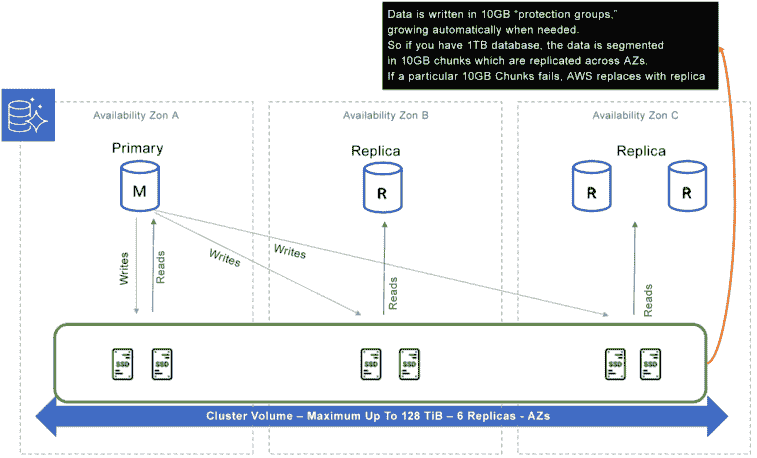 Data is written in 10GB “protection groups,”
growing automatically when needed.
So if you have 1TB database, the data is segmented
in 10GB chunks which are replicated across AZs.
If a particular 10GB Chunks fails, AWS replaces with replica
Availability Zon A
Availability Zon B
Availability Zon C
Primary
Replica
Replica
M
R
R
R
Writes
Reads
Writes
Writes
Reads
Reads
SSD
SSD
SSD
SSD
SSD
SSD
Cluster Volume – Maximum Up To 128 TiB – 6 Replicas - AZs